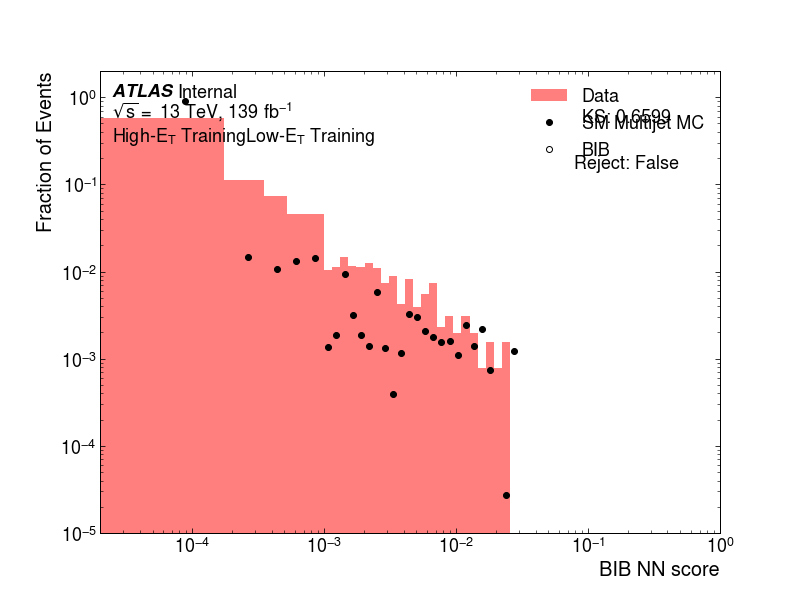 ATLAS Internal
√s = 13 TeV, 139 fb⁻¹
High-E_T TrainingLow-E_T Training
Data
KS: 0.6599
SM Multijet MC
BIB
Reject: False
Fraction of Events
10⁰
10⁻¹
10⁻²
10⁻³
10⁻⁴
10⁻⁵
10⁻⁴ 10⁻³ 10⁻² 10⁻¹ 10⁰
BIB NN score